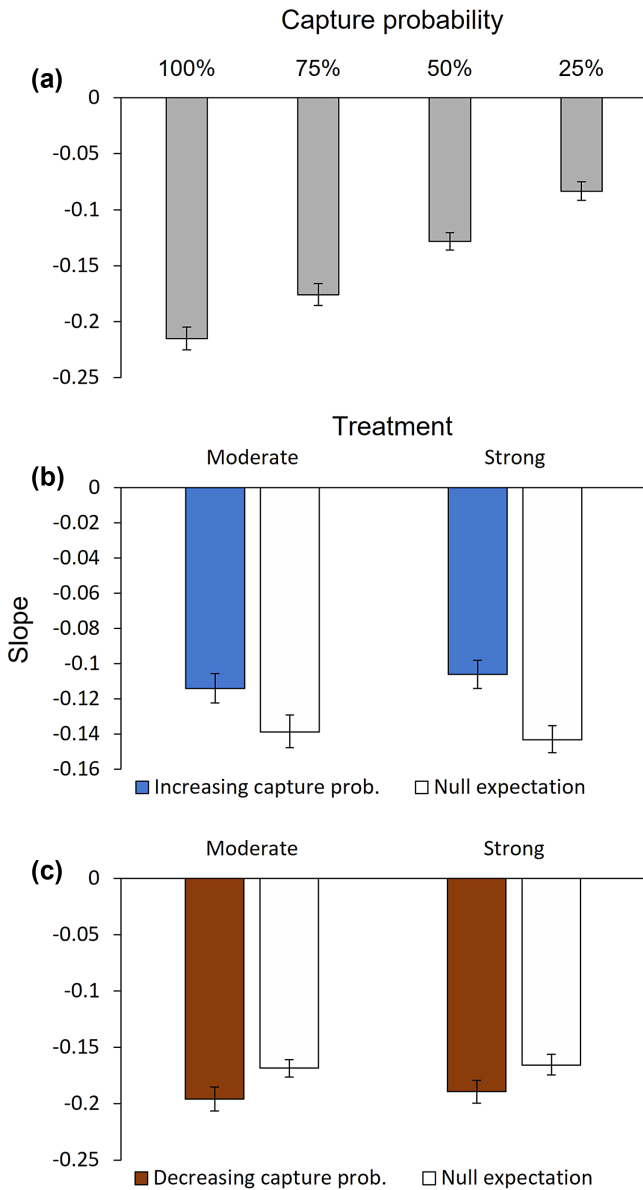 Capture probability
(a)
100% 75% 50% 25%
0
-0.05
-0.1
-0.15
-0.2
-0.25
Treatment
Moderate Strong
(b)
0
-0.02
-0.04
-0.06
-0.08
-0.1
-0.12
-0.14
-0.16
Slope
Increasing capture prob. Null expectation
Moderate Strong
(c)
0
-0.05
-0.1
-0.15
-0.2
-0.25
Decreasing capture prob. Null expectation